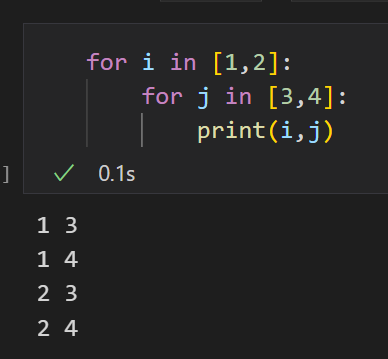 for i in [1,2]:
for j in [3,4]:
print(i,j)
]
0.1s
1 3
1 4
2 3
2 4